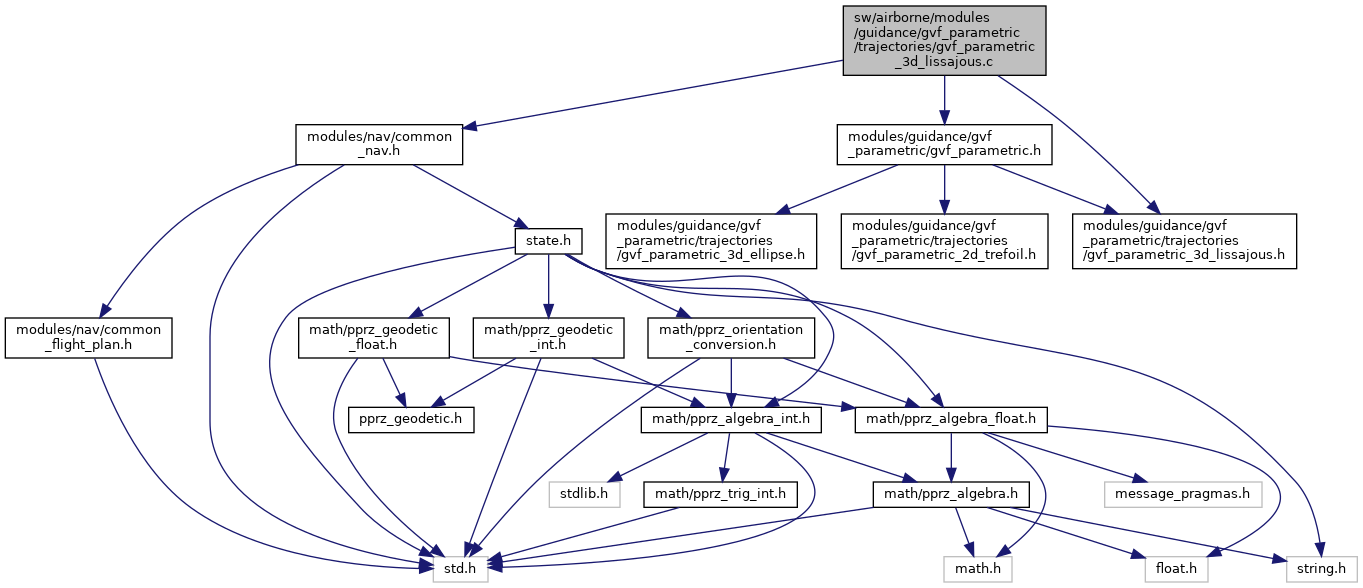 sw/airborne/modules
/guidance/gvf_parametric
/trajectories/gvf_parametric
_3d_lissajous.c
modules/nav/common
_nav.h
modules/guidance/gvf
_parametric/gvf_parametric.h
modules/guidance/gvf
_parametric/trajectories
/gvf_parametric_3d_ellipse.h
modules/guidance/gvf
_parametric/trajectories
/gvf_parametric_2d_trefoil.h
modules/guidance/gvf
_parametric/trajectories
/gvf_parametric_3d_lissajous.h
state.h
modules/nav/common
_flight_plan.h
math/pprz_geodetic
_float.h
math/pprz_geodetic
_int.h
math/pprz_orientation
_conversion.h
pprz_geodetic.h
math/pprz_algebra_int.h
math/pprz_algebra_float.h
stdlib.h
math/pprz_trig_int.h
math/pprz_algebra.h
message_pragmas.h
std.h
math.h
float.h
string.h